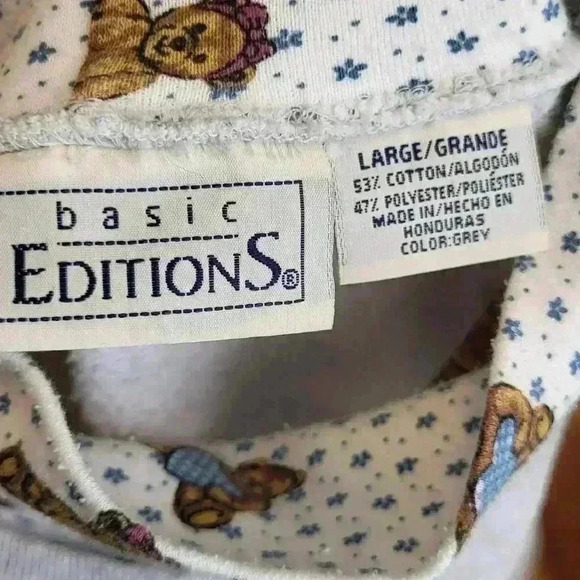 basic
EDITIONS®
LARGE/GRANDE
53% COTTON/ALGODÓN
47% POLYESTER/POLIÉSTER
MADE IN/HECHO EN
HONDURAS
COLOR:GREY